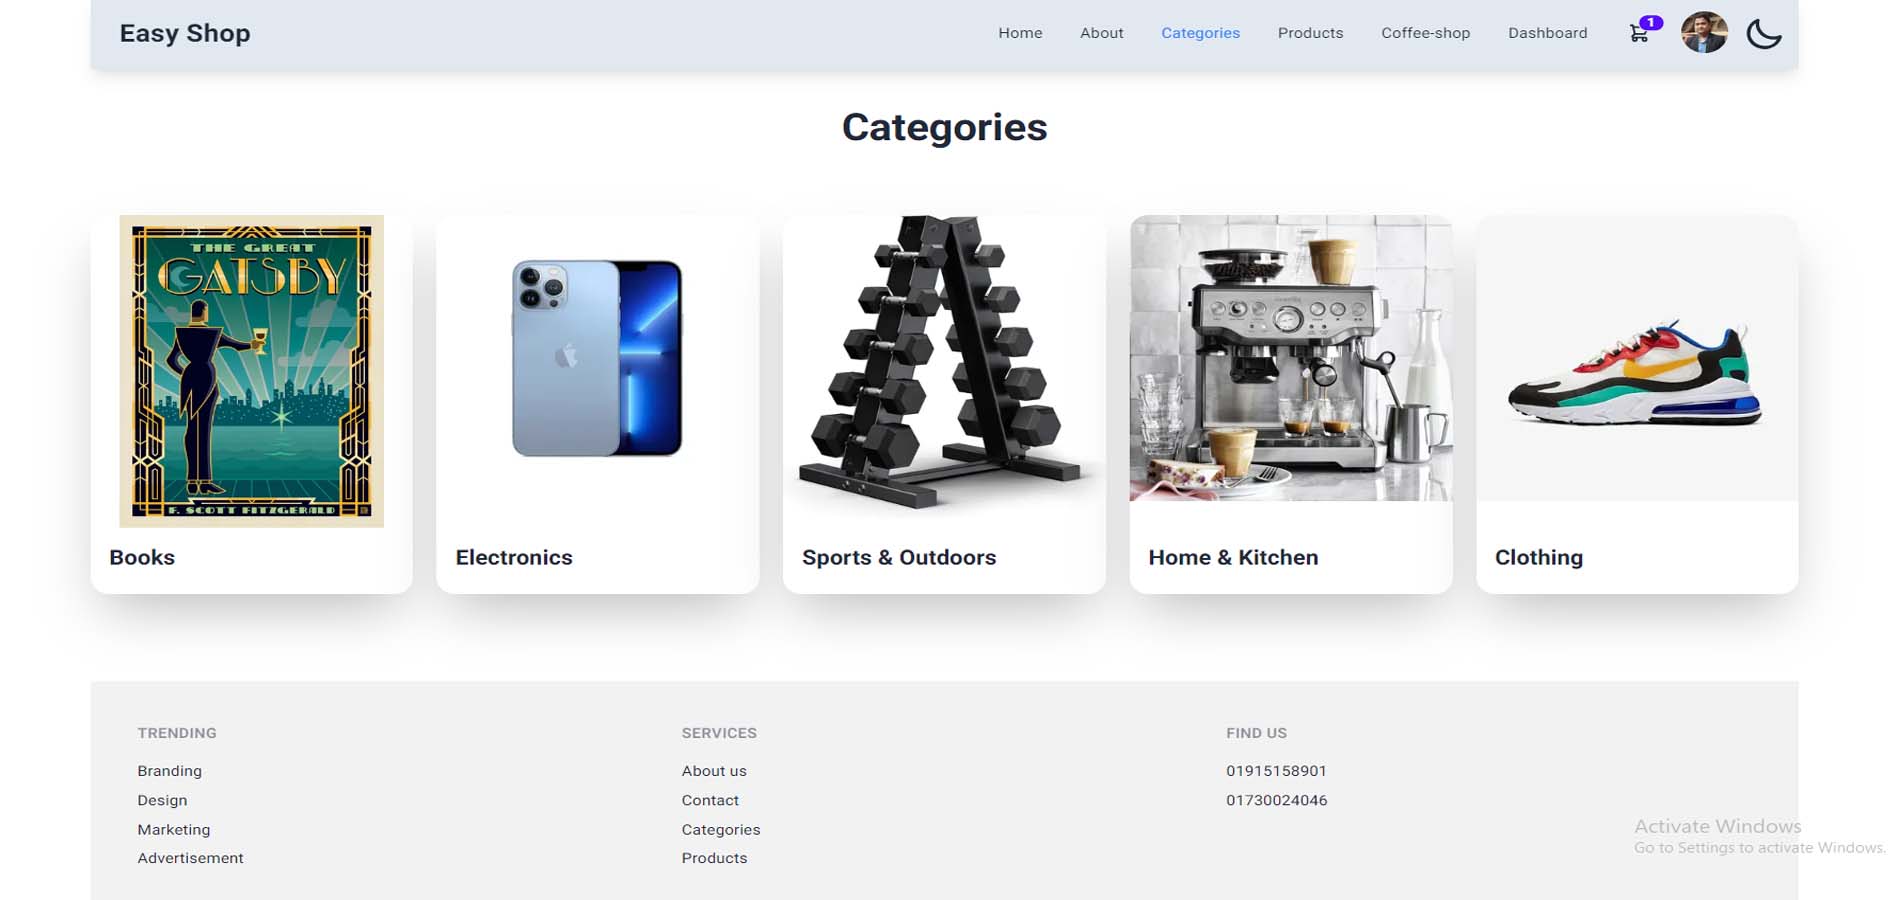 Easy Shop
Home About Categories Products Coffee-shop Dashboard 1
Categories
THE GREAT
GATSBY
F. SCOTT FITZGERALD
Books
Electronics
Sports & Outdoors
Home & Kitchen
Clothing
TRENDING
Branding
Design
Marketing
Advertisement
SERVICES
About us
Contact
Categories
Products
FIND US
01915158901
01730024046
Activate Windows
Go to Settings to activate Windows.